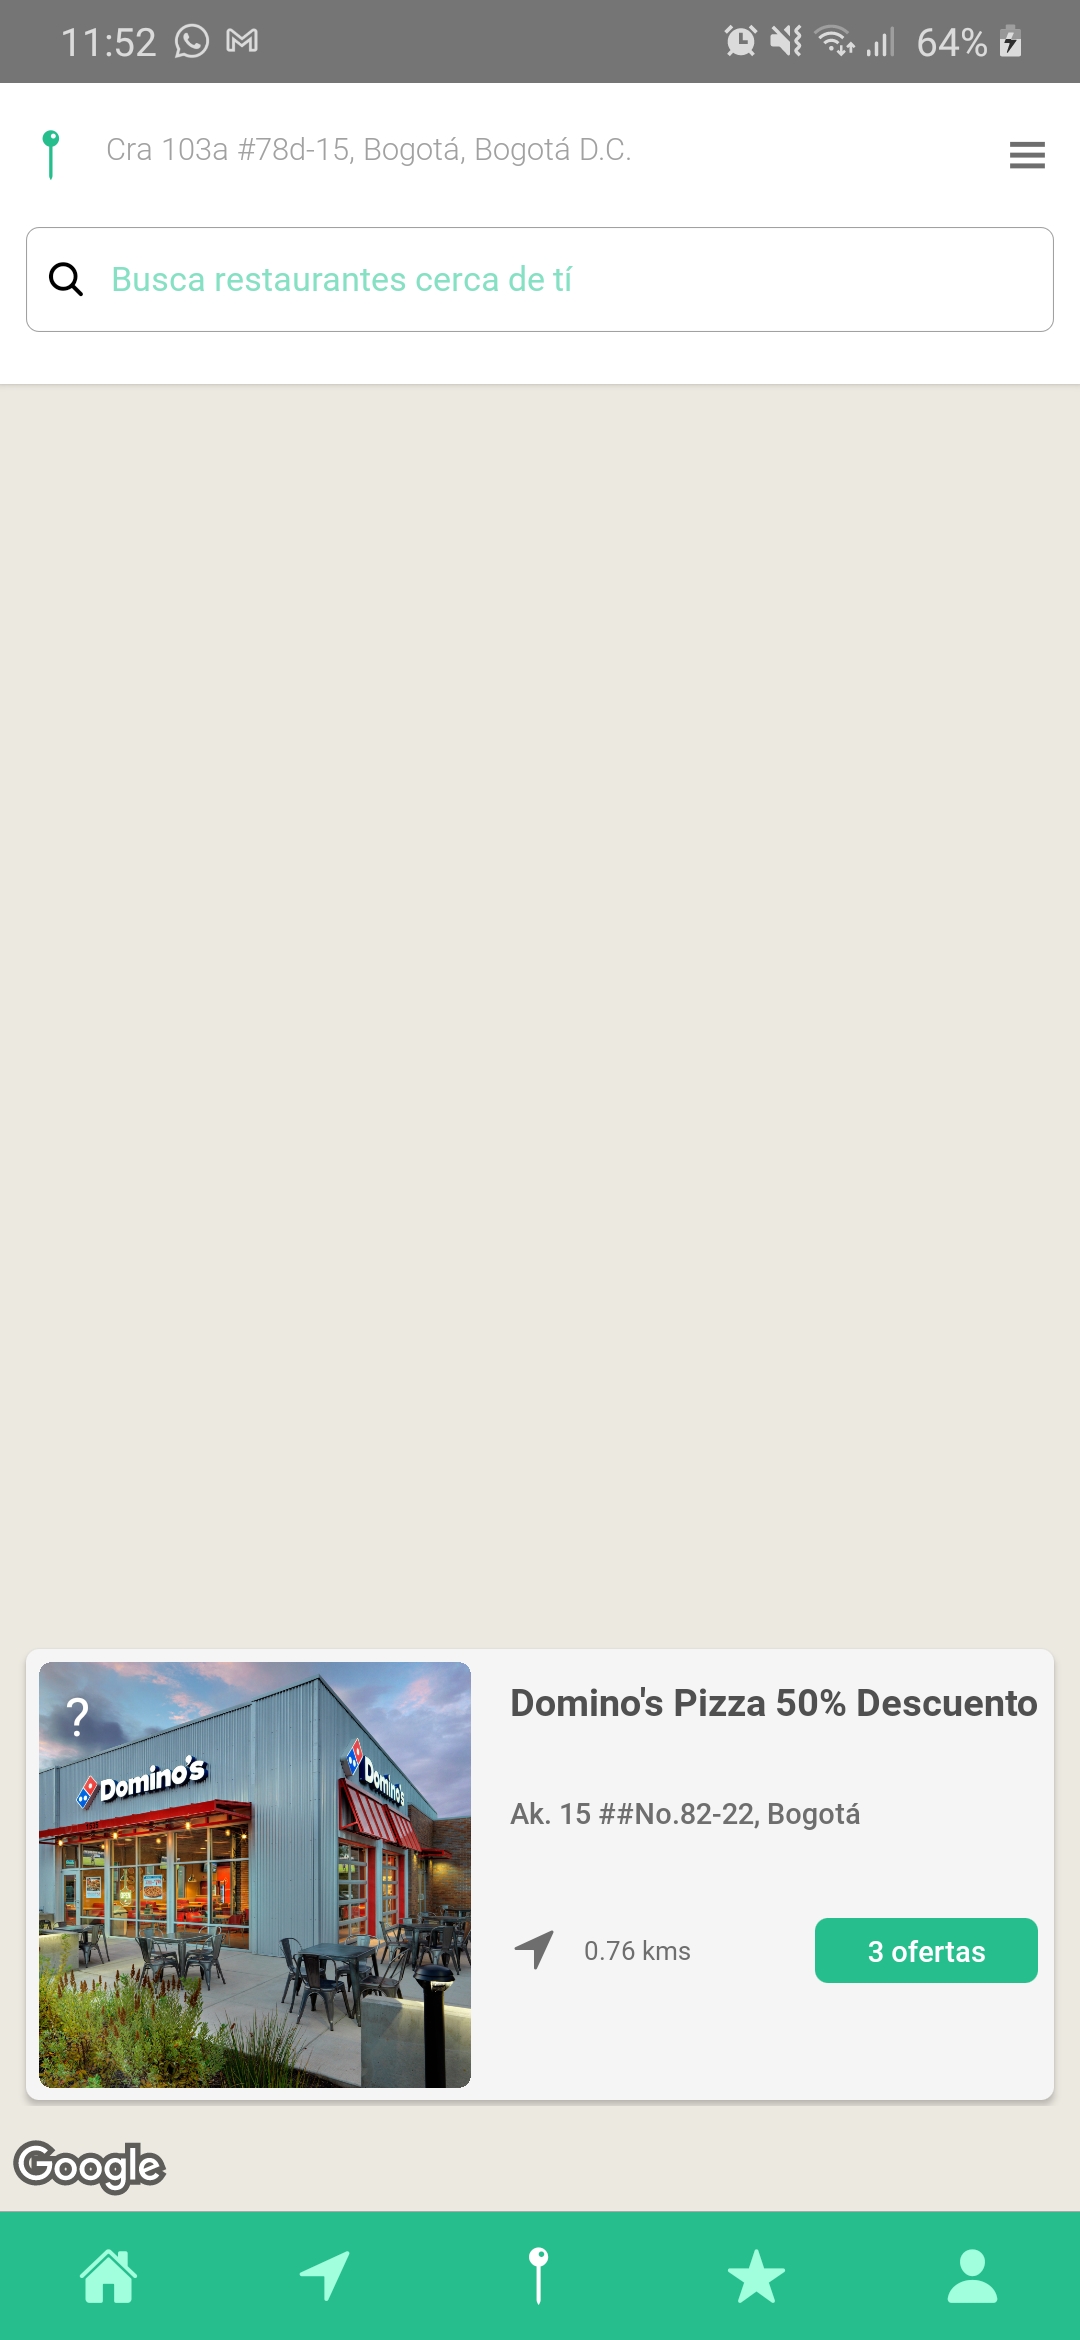 11:52
64%
Cra 103a #78d-15, Bogotá, Bogotá D.C.
Busca restaurantes cerca de tí
?
Domino's
Domino's
Domino's Pizza 50% Descuento
Ak. 15 ##No.82-22, Bogotá
0.76 kms
3 ofertas
Google